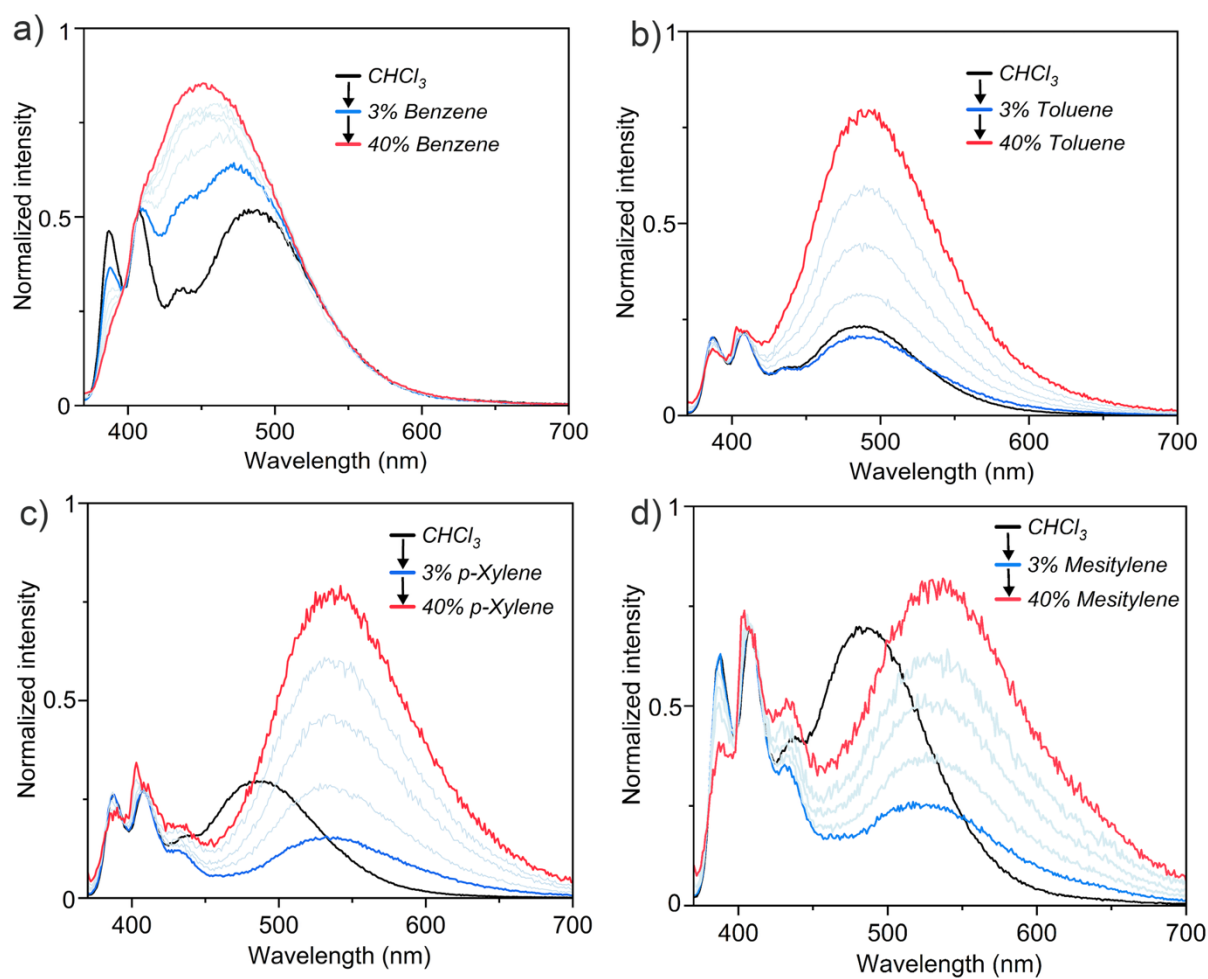 a)
1
CHCl3
3% Benzene
40% Benzene
0.5
Normalized intensity
0
400 500 600 700
Wavelength (nm)
b)
1
CHCl3
3% Toluene
40% Toluene
0.5
Normalized intensity
0
400 500 600 700
Wavelength (nm)
c)
1
CHCl3
3% p-Xylene
40% p-Xylene
0.5
Normalized intensity
0
400 500 600 700
Wavelength (nm)
d)
1
CHCl3
3% Mesitylene
40% Mesitylene
0.5
Normalized intensity
0
400 500 600 700
Wavelength (nm)